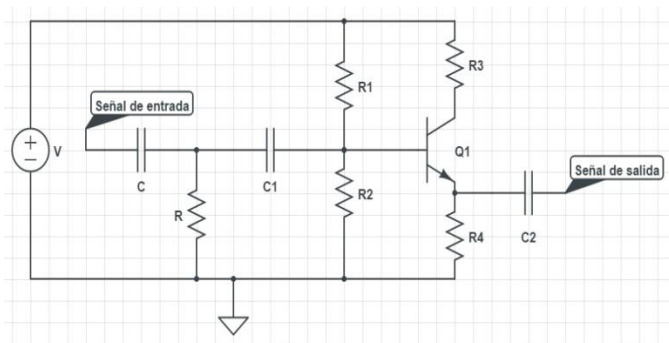 R3
R1
Señal de entrada
+
−
V
Q1
Señal de salida
C
C1
R2
R
R4
C2